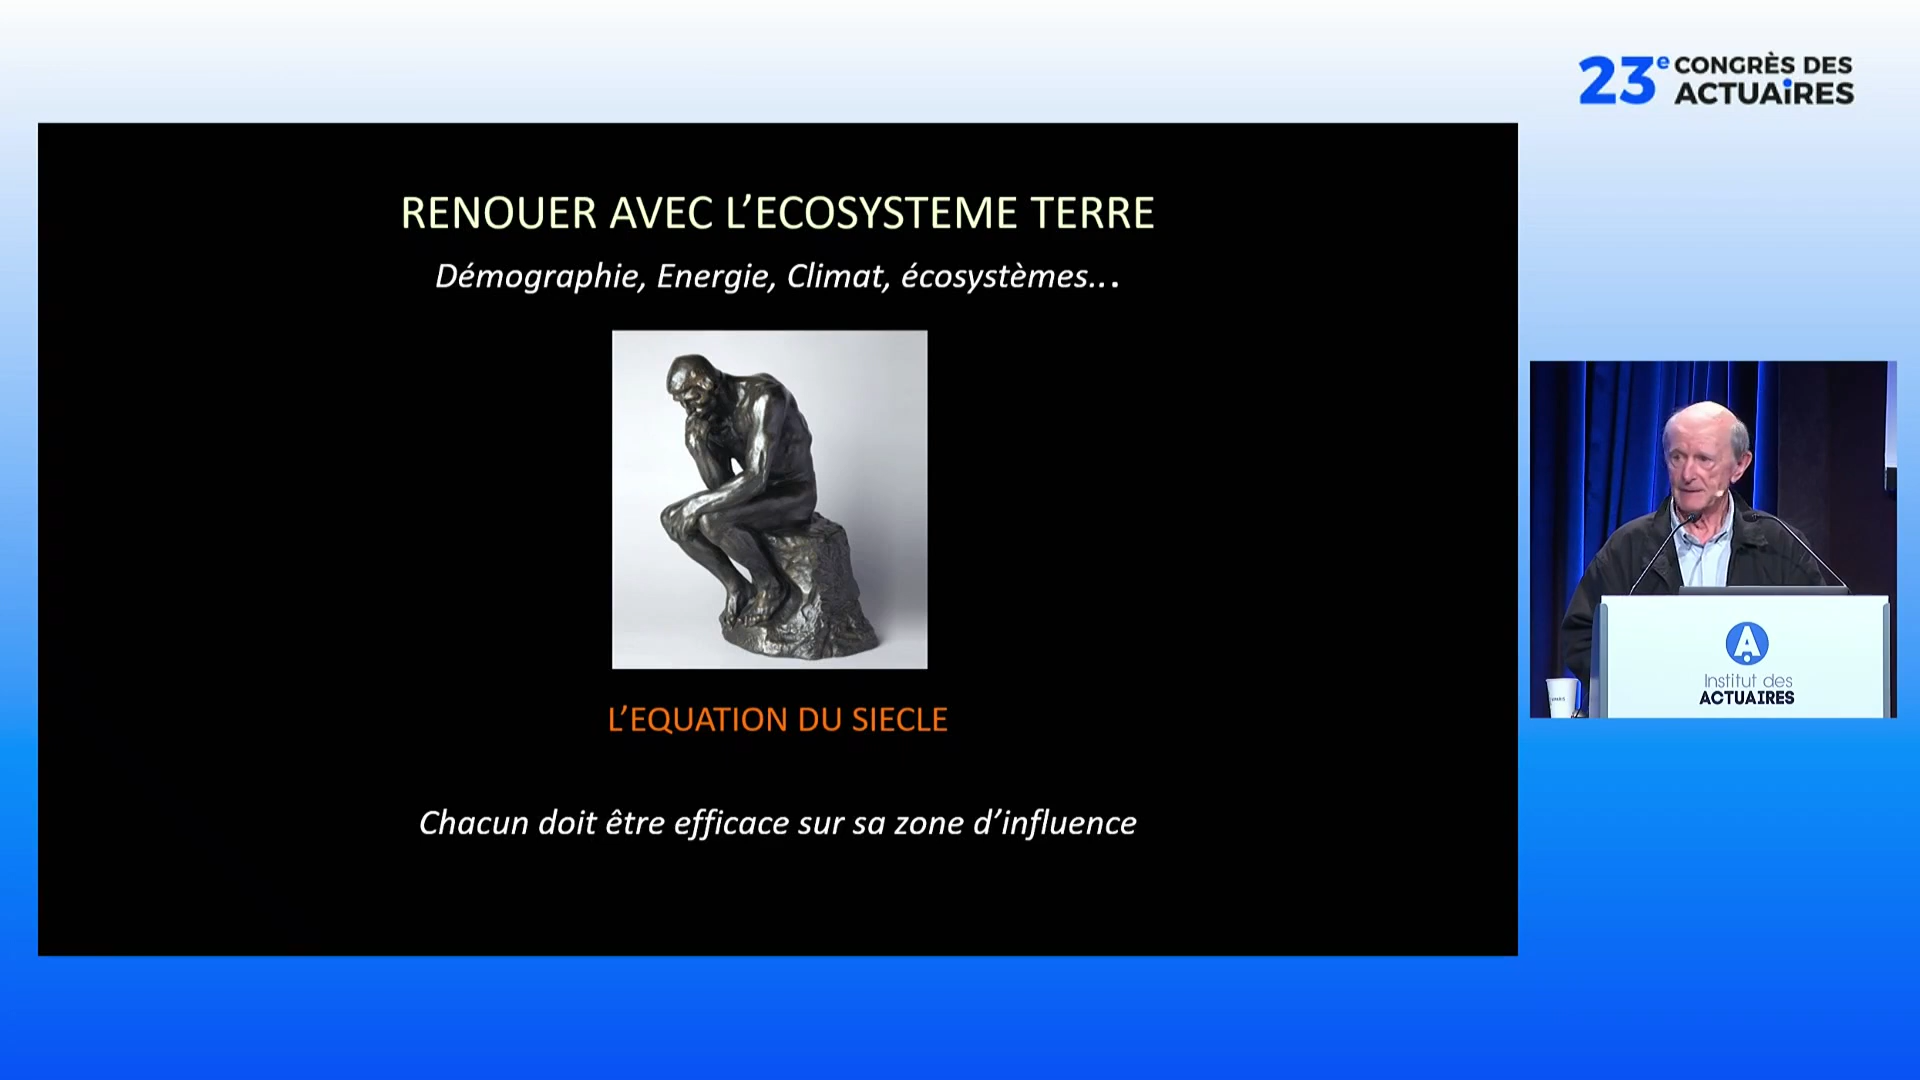 23e CONGRÈS DES
ACTUAiRES
RENOUER AVEC L’ECOSYSTEME TERRE
Démographie, Energie, Climat, écosystèmes...
L’EQUATION DU SIECLE
Chacun doit être efficace sur sa zone d’influence
A
Institut des
ACTUAIRES